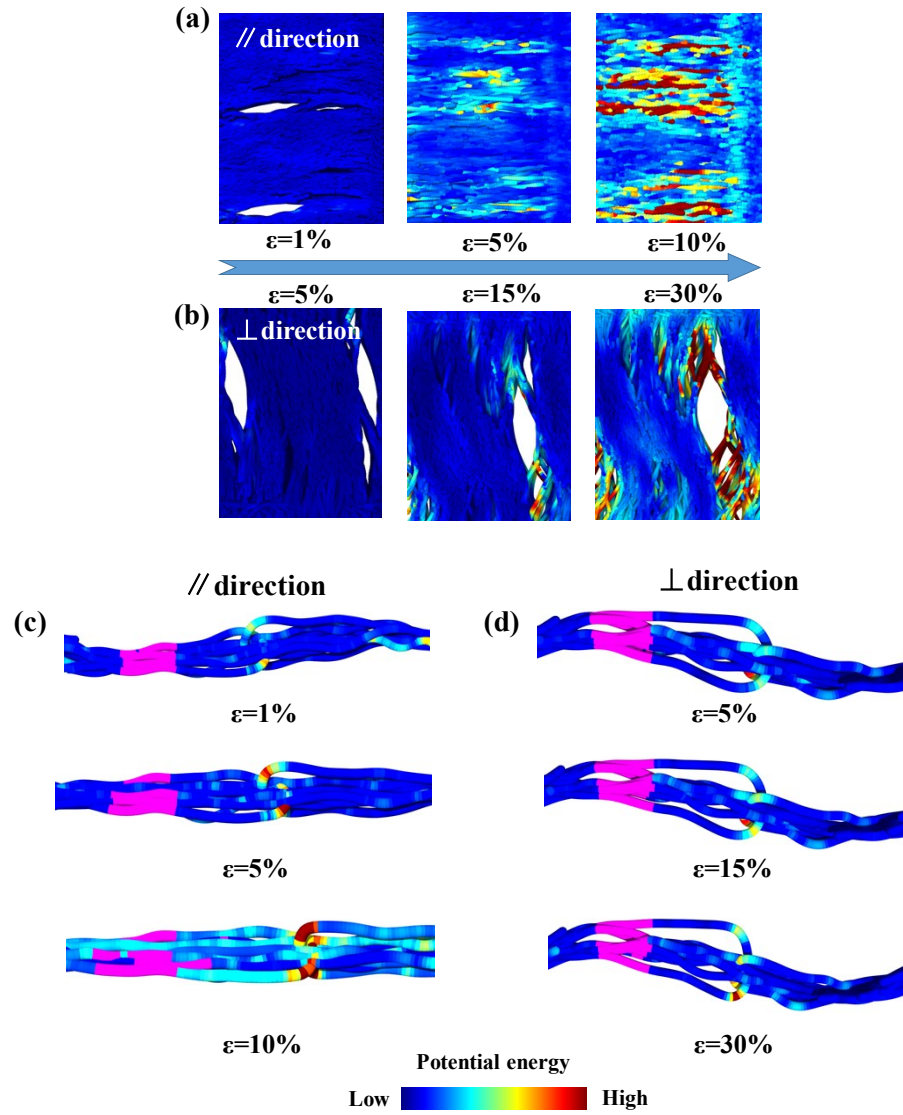 (a)
// direction
ε=1%
ε=5%
ε=10%
ε=5%
ε=15%
ε=30%
(b)
⊥ direction
// direction
⊥ direction
(c)
(d)
ε=1%
ε=5%
ε=5%
ε=15%
ε=10%
ε=30%
Potential energy
Low
High